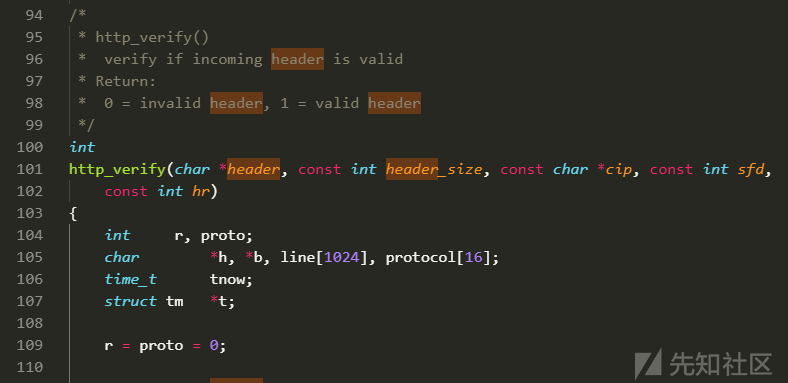 94 /*
95 * http_verify()
96 * verify if incoming header is valid
97 * Return:
98 * 0 = invalid header, 1 = valid header
99 */
100 int
101 http_verify(char *header, const int header_size, const char *cip, const int sfd,
102 const int hr)
103 {
104 int r, proto;
105 char *h, *b, line[1024], protocol[16];
106 time_t tnow;
107 struct tm *t;
108
109 r = proto = 0;
110
先知社区